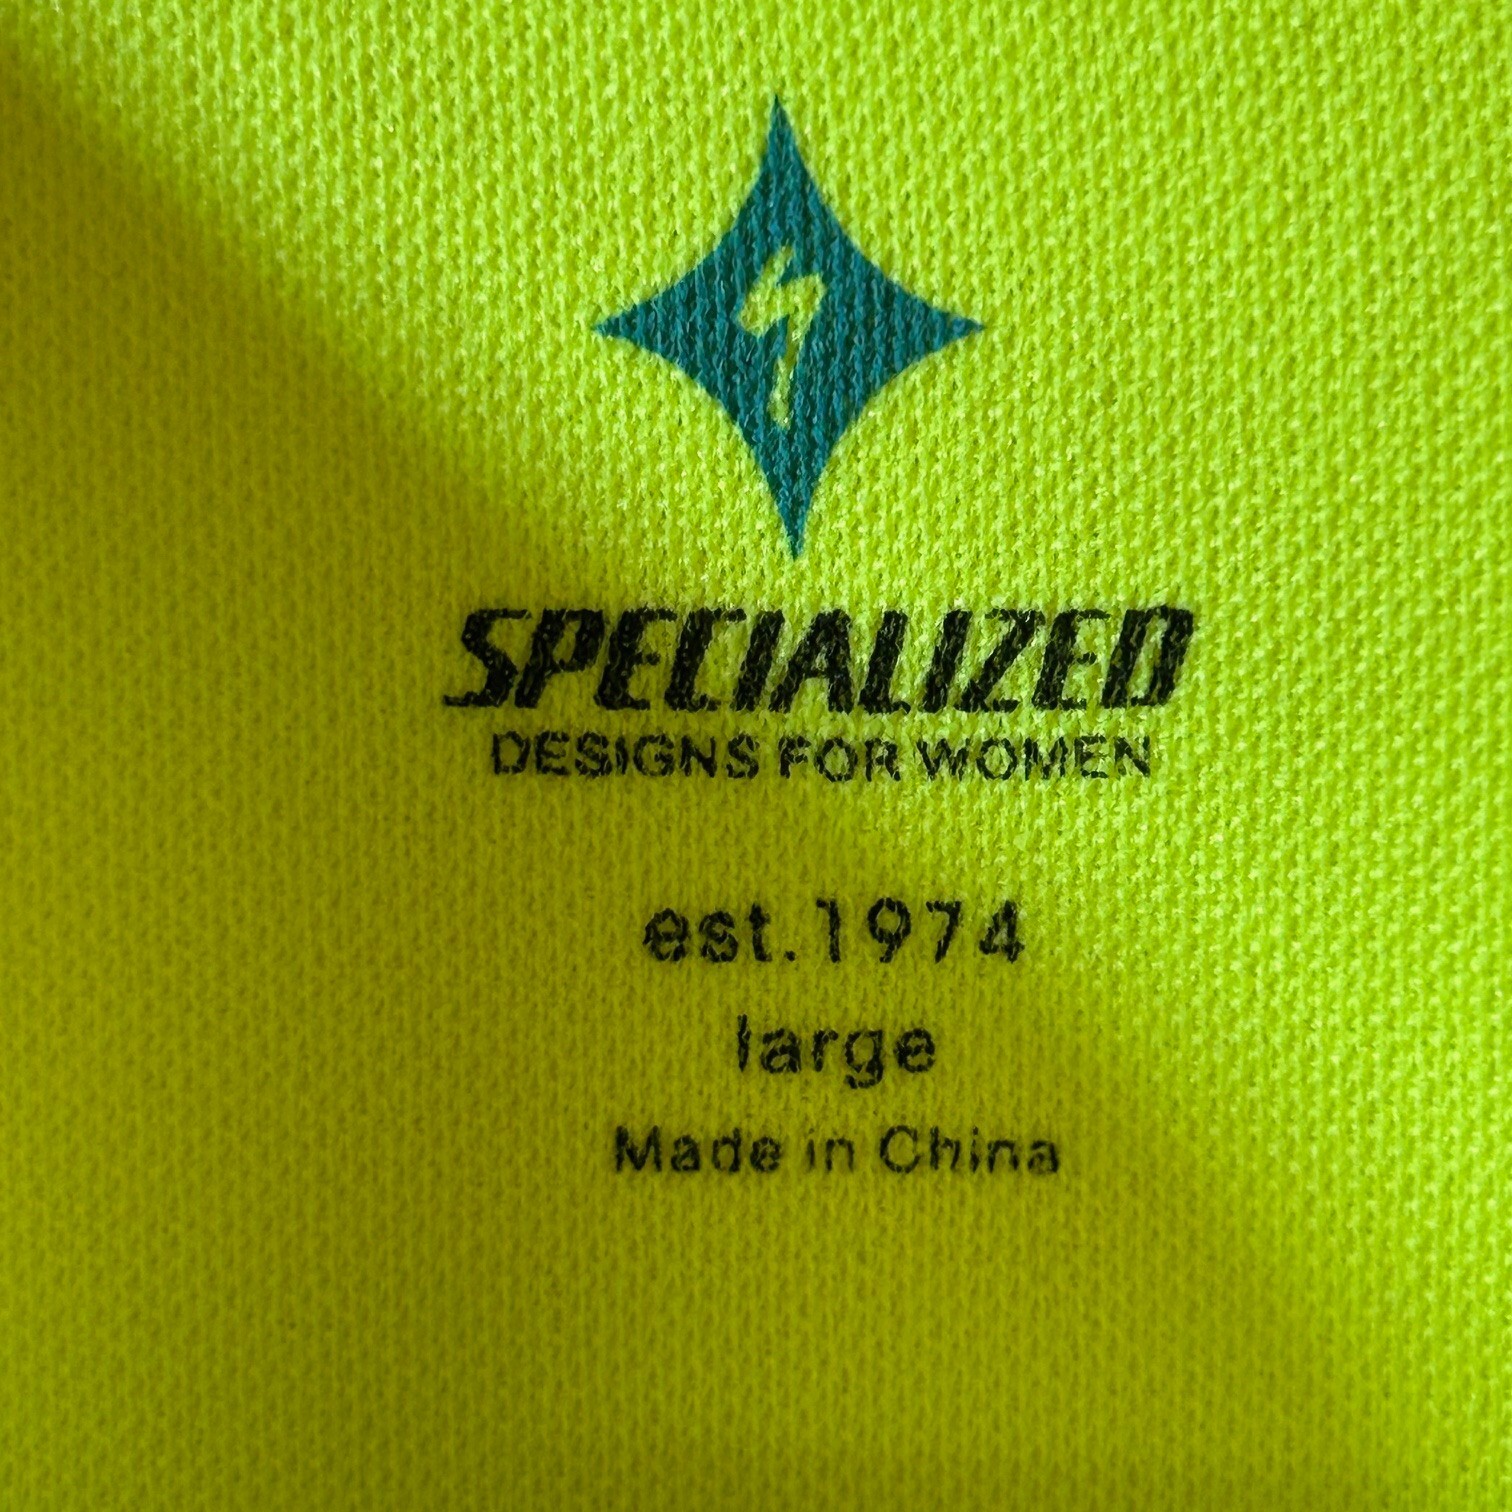 SPECIALIZED
DESIGNS FOR WOMEN
est.1974
large
Made in China